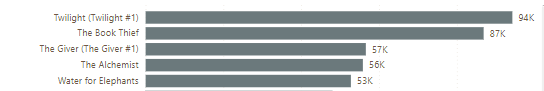 Twilight (Twilight #1) 94K
The Book Thief 87K
The Giver (The Giver #1) 57K
The Alchemist 56K
Water for Elephants 53K